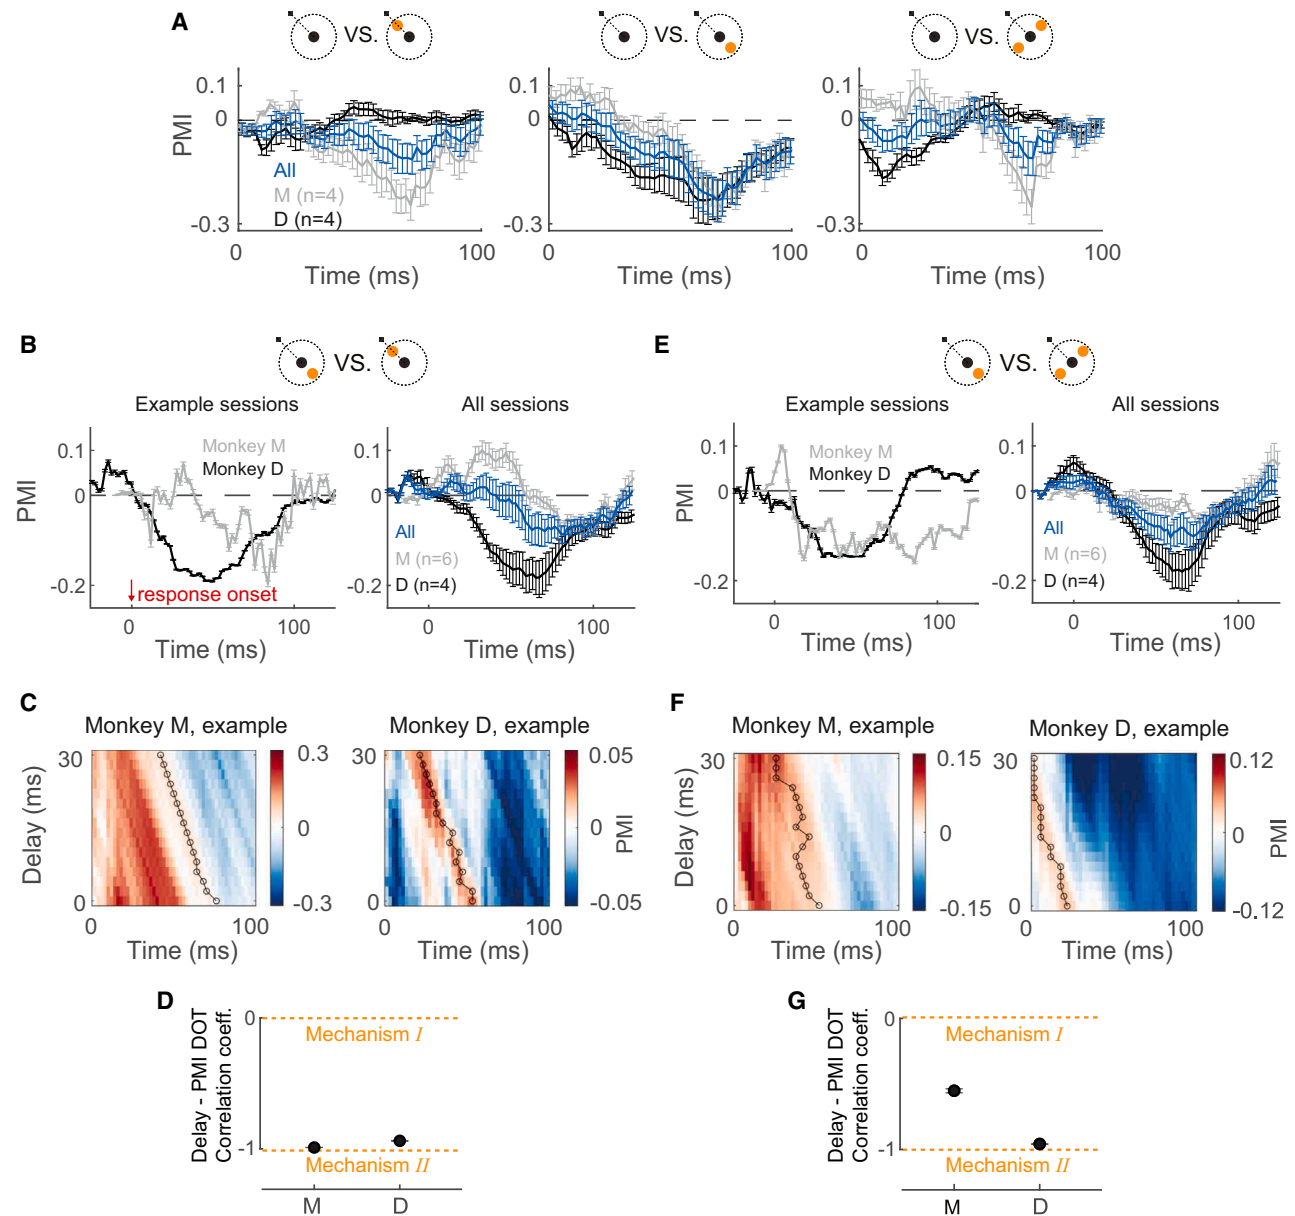 A
VS.
VS.
VS.
PMI
0.1
0
-0.3
All
M (n=4)
D (n=4)
0
100
Time (ms)
0.1
0
-0.3
0
100
Time (ms)
0.1
0
-0.3
0
100
Time (ms)
B
VS.
Example sessions
All sessions
PMI
0.1
0
-0.2
Monkey M
Monkey D
response onset
0
100
Time (ms)
0.1
0
-0.2
All
M (n=6)
D (n=4)
0
100
Time (ms)
E
VS.
Example sessions
All sessions
PMI
0.1
0
-0.2
Monkey M
Monkey D
0
100
Time (ms)
0.1
0
-0.2
All
M (n=6)
D (n=4)
0
100
Time (ms)
C
Monkey M, example
Monkey D, example
Delay (ms)
30
0
0
100
Time (ms)
0.3
0
-0.3
30
0
0
100
Time (ms)
0.05
0
-0.05
PMI
F
Monkey M, example
Monkey D, example
Delay (ms)
30
0
0
100
Time (ms)
0.15
0
-0.15
30
0
0
100
Time (ms)
0.12
0
-0.12
PMI
D
Delay - PMI DOT
Correlation coeff.
0
-1
Mechanism I
Mechanism II
M
D
G
Delay - PMI DOT
Correlation coeff.
0
-1
Mechanism I
Mechanism II
M
D